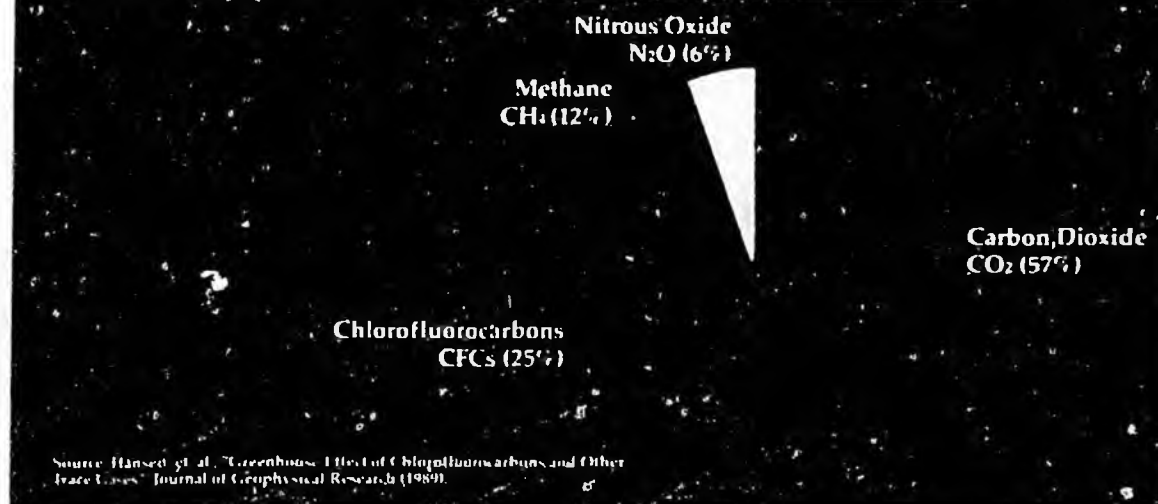 Nitrous Oxide
N₂O (6%)
Methane
CH₄ (12%)
Carbon Dioxide
CO₂ (57%)
Chlorofluorocarbons
CFCs (25%)
Source: Hansen, et al., "Greenhouse Effect of Chlorofluorocarbons and Other
Trace Gases" Journal of Geophysical Research (1989).